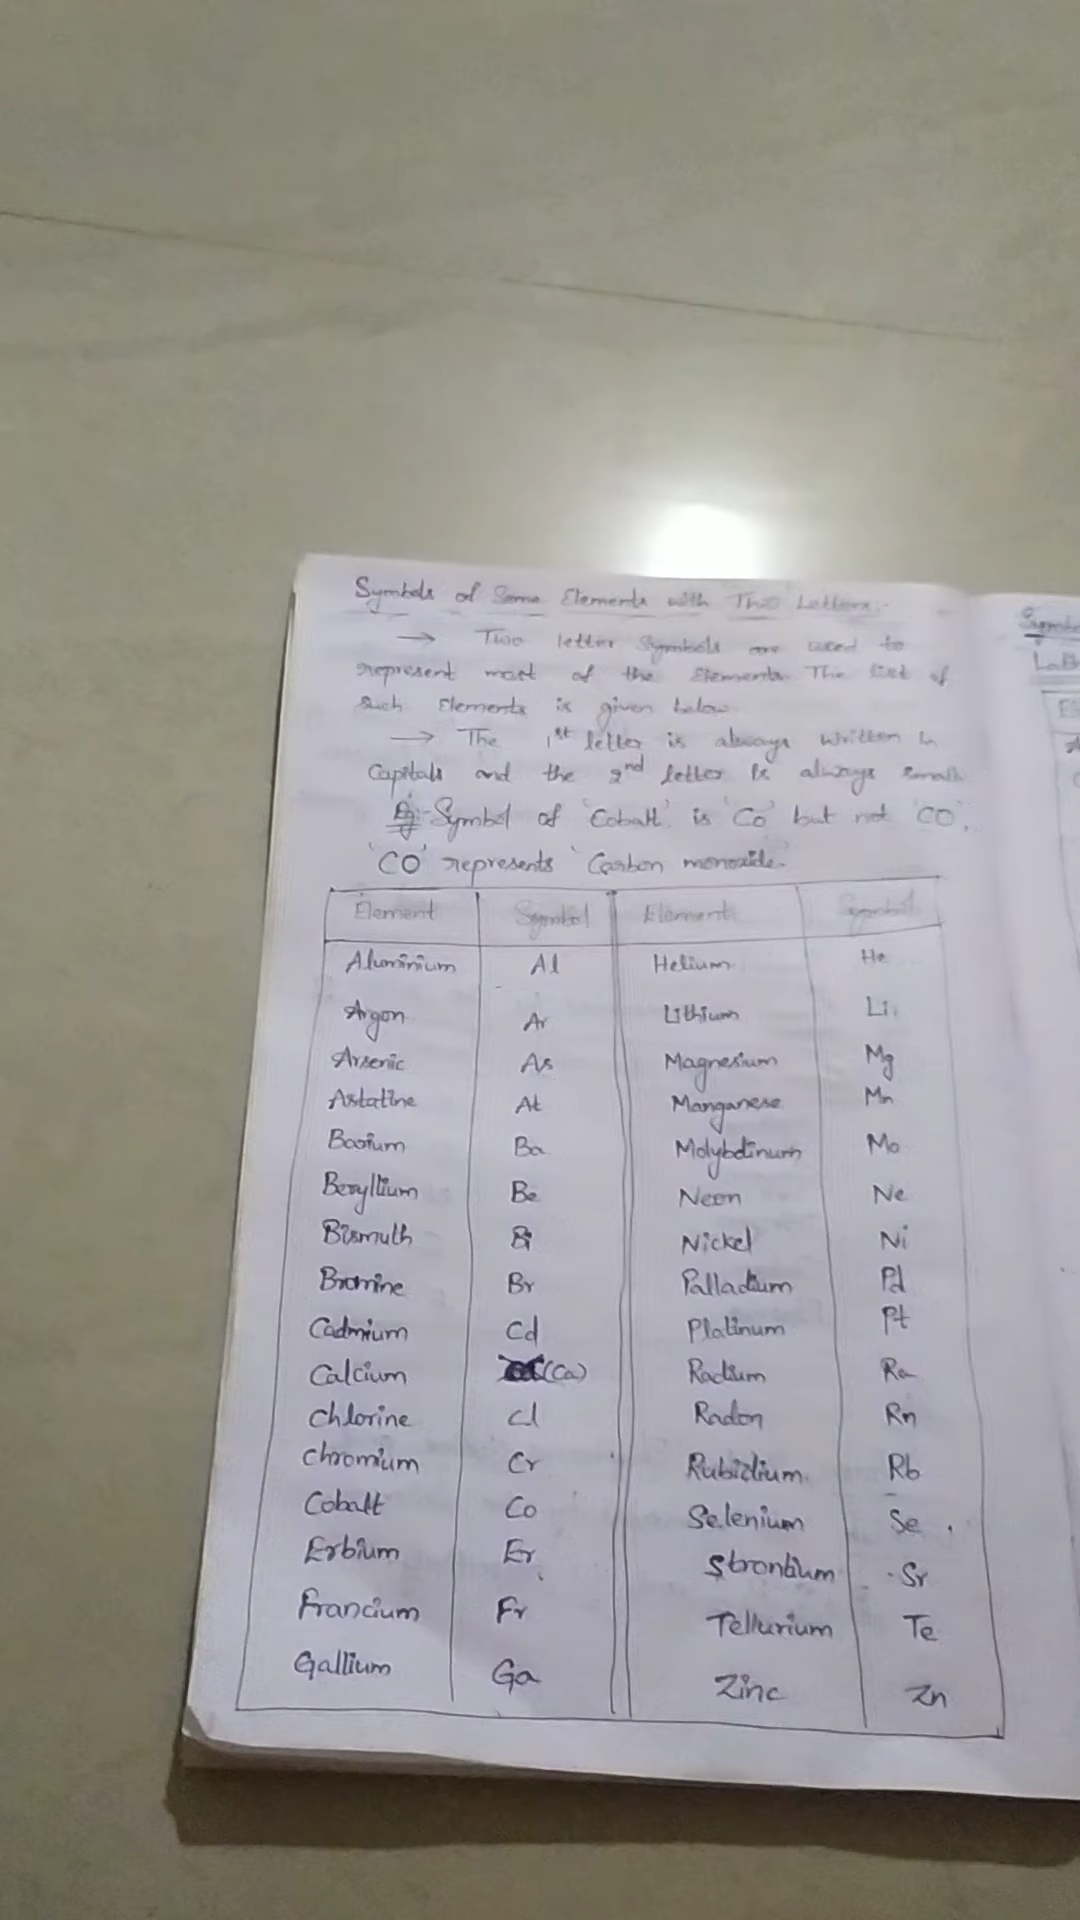 Symbols of Some Elements with Two Letters:-
→ Two letter Symbols are used to
represent most of the Elements. The list of
such Elements is given below
→ The 1st letter is always written in
Capitals and the 2nd letter is always small
Eg:- Symbol of 'Cobalt' is 'Co' but not 'CO'.
'CO' represents 'Carbon monoxide.
Element Symbol Element Symbol
Aluminium Al Helium He
Argon Ar Lithium Li
Arsenic As Magnesium Mg
Astatine At Manganese Mn
Barium Ba Molybdinum Mo
Beryllium Be Neon Ne
Bismuth Bi Nickel Ni
Bromine Br Palladium Pd
Cadmium Cd Platinum Pt
Calcium (Ca) Radium Ra
Chlorine Cl Radon Rn
Chromium Cr Rubidium Rb
Cobalt Co Selenium Se
Erbium Er Strontium Sr
Francium Fr Tellurium Te
Gallium Ga Zinc Zn